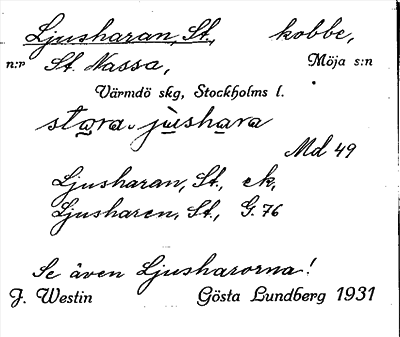 Ljusharan, St., kobbe,
n:r St. Nassa, Möja s:n
Värmdö skg, Stockholms l.
stora jùshara
Md 49
Ljusharan, St., ek,
Ljusharen, St., G. 76
Se även Ljusharorna!
J. Westin Gösta Lundberg 1931